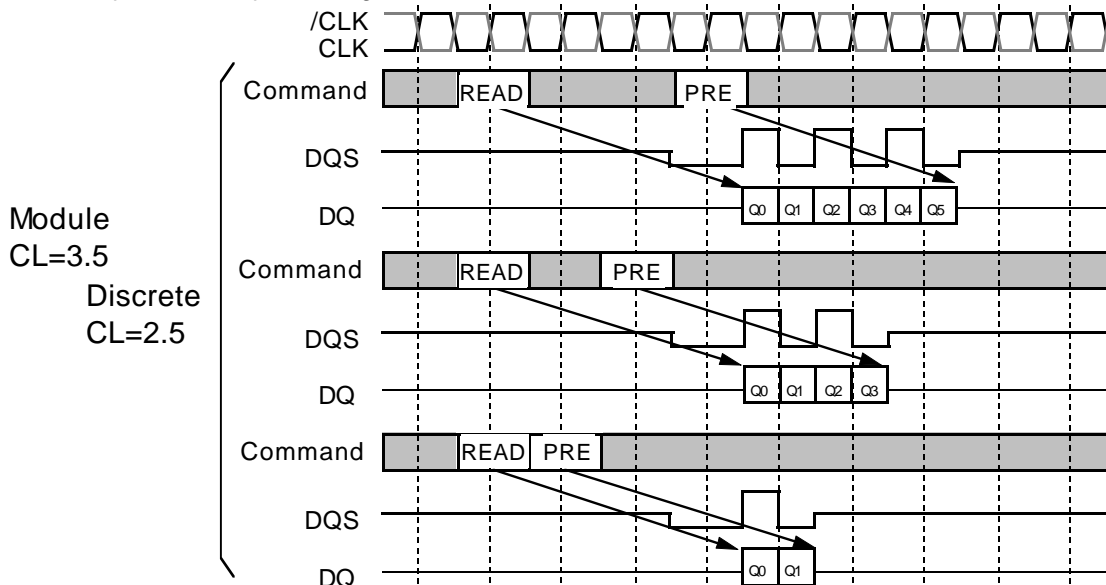 /CLK
CLK
Command READ PRE
DQS
DQ Q0 Q1 Q2 Q3 Q4 Q5
Module
CL=3.5
Command READ PRE
Discrete
CL=2.5
DQS
DQ Q0 Q1 Q2 Q3
Command READ PRE
DQS
DQ Q0 Q1